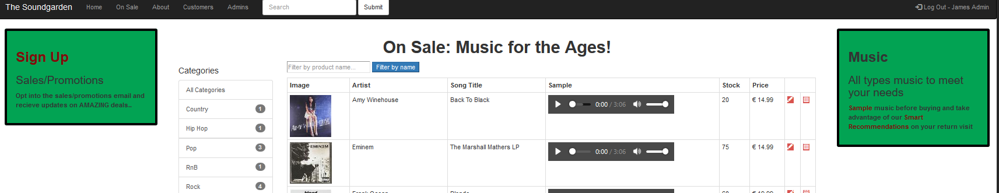 The Soundgarden Home On Sale About Customers Admins Search Submit Log Out - James Admin
Sign Up
Sales/Promotions
Opt into the sales/promotions email and
recieve updates on AMAZING deals..
On Sale: Music for the Ages!
Categories
All Categories
Country 1
Hip Hop 1
Pop 3
RnB 1
Rock 4
Filter by product name... Filter by name
Image Artist Song Title Sample Stock Price
AMY WINEHOUSE
Amy Winehouse Back To Black 0:00 / 3:06 20 € 14.99
EMINEM
Eminem The Marshall Mathers LP 0:00 / 3:06 75 € 14.99
Music
All types music to meet
your needs
Sample music before buying and take
advantage of our Smart
Recommendations on your return visit